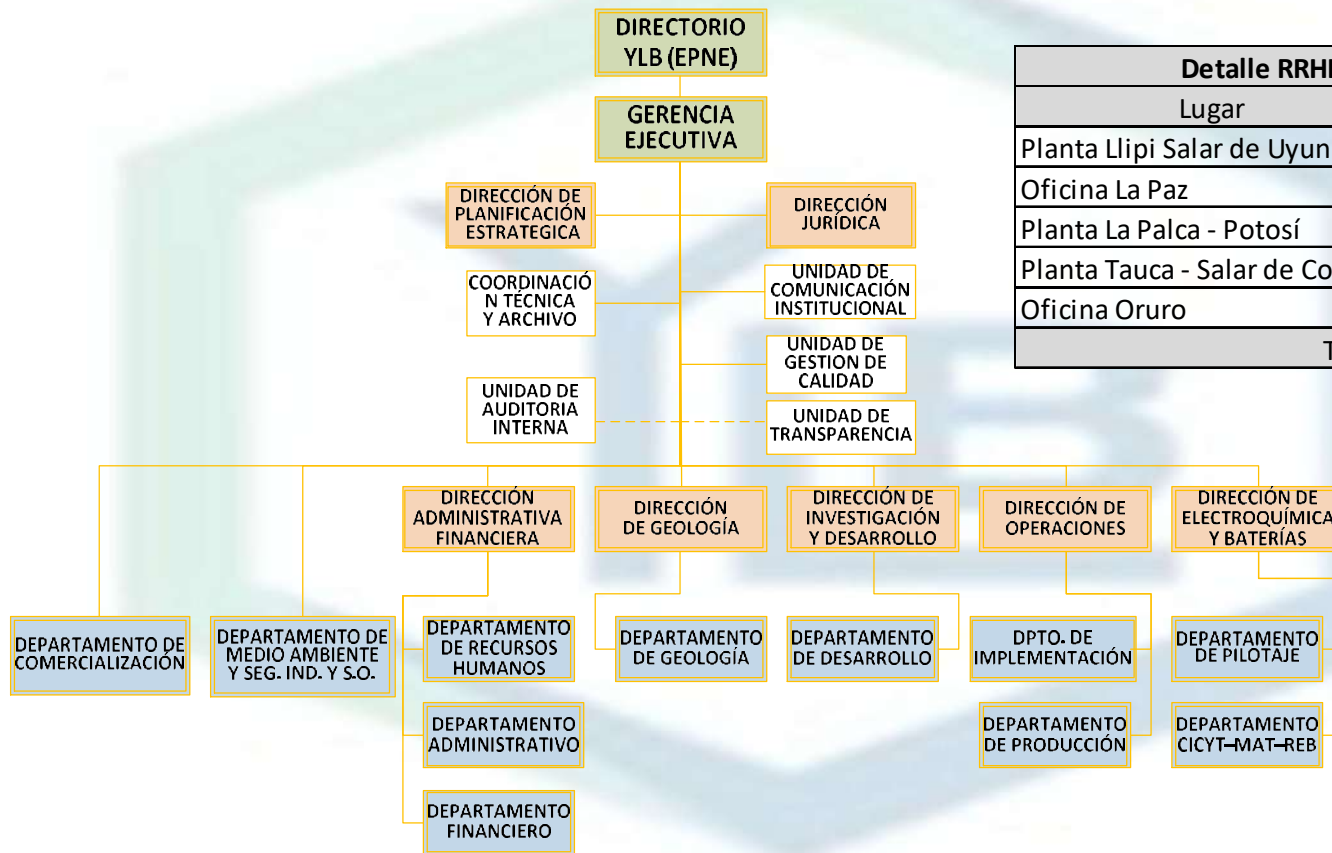 DIRECTORIO
YLB (EPNE)
GERENCIA
EJECUTIVA
DIRECCIÓN DE
PLANIFICACIÓN
ESTRATEGICA
DIRECCIÓN
JURÍDICA
COORDINACIÓ
N TÉCNICA
Y ARCHIVO
UNIDAD DE
COMUNICACIÓN
INSTITUCIONAL
UNIDAD DE
GESTION DE
CALIDAD
UNIDAD DE
AUDITORIA
INTERNA
UNIDAD DE
TRANSPARENCIA
Detalle RRH
Lugar
Planta Llipi Salar de Uyun
Oficina La Paz
Planta La Palca - Potosí
Planta Tauca - Salar de Co
Oficina Oruro
T
DIRECCIÓN
ADMINISTRATIVA
FINANCIERA
DIRECCIÓN
DE GEOLOGÍA
DIRECCIÓN DE
INVESTIGACIÓN
Y DESARROLLO
DIRECCIÓN DE
OPERACIONES
DIRECCIÓN DE
ELECTROQUÍMICA
Y BATERÍAS
DEPARTAMENTO DE
COMERCIALIZACIÓN
DEPARTAMENTO DE
MEDIO AMBIENTE
Y SEG. IND. Y S.O.
DEPARTAMENTO
DE RECURSOS
HUMANOS
DEPARTAMENTO
DE GEOLOGÍA
DEPARTAMENTO
DE DESARROLLO
DPTO. DE
IMPLEMENTACIÓN
DEPARTAMENTO
DE PILOTAJE
DEPARTAMENTO
ADMINISTRATIVO
DEPARTAMENTO
DE PRODUCCIÓN
DEPARTAMENTO
CICYT–MAT–REB
DEPARTAMENTO
FINANCIERO
YLB